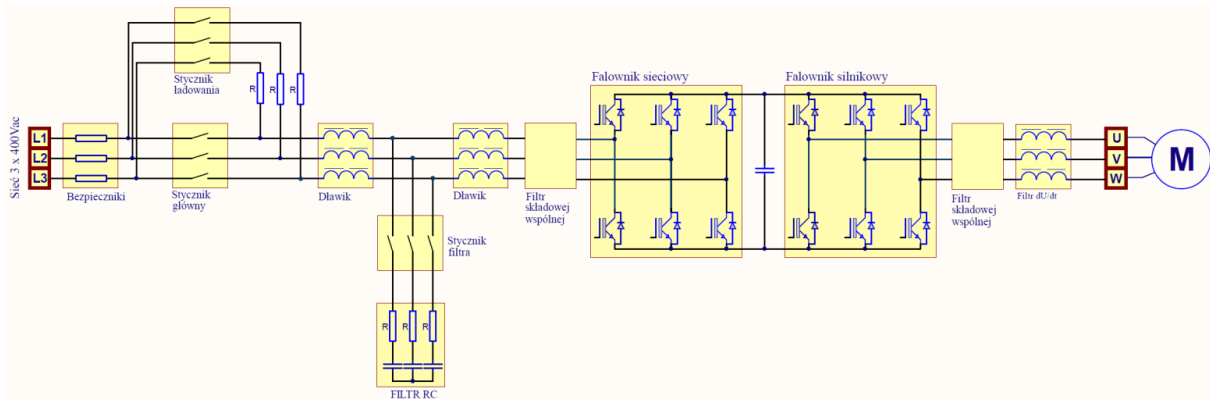 Stycznik
ładowania
R
R
R
Sieć 3 x 400Vac
L1
L2
L3
Bezpieczniki
Stycznik
główny
Dławik
Dławik
Filtr
składowej
wspólnej
Falownik sieciowy
Falownik silnikowy
Filtr
składowej
wspólnej
Filtr dU/dt
U
V
W
M
Stycznik
filtra
R
R
R
FILTR RC